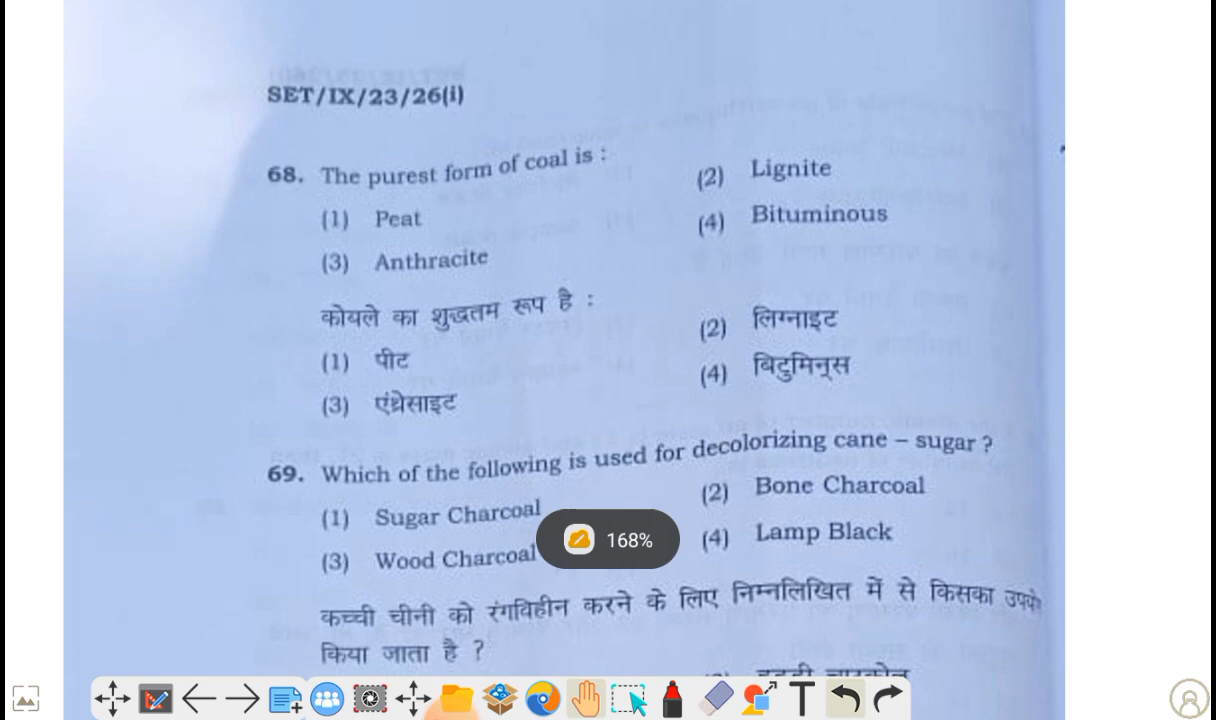 SET/IX/23/26(i)
68. The purest form of coal is :
(1) Peat (2) Lignite
(3) Anthracite (4) Bituminous
कोयले का शुद्धतम रूप है :
(1) पीट (2) लिग्नाइट
(3) एंथ्रेसाइट (4) बिटुमिनस
69. Which of the following is used for decolorizing cane – sugar ?
(1) Sugar Charcoal (2) Bone Charcoal
(3) Wood Charcoal (4) Lamp Black
168%
कच्ची चीनी को रंगविहीन करने के लिए निम्नलिखित में से किसका
किया जाता है ?